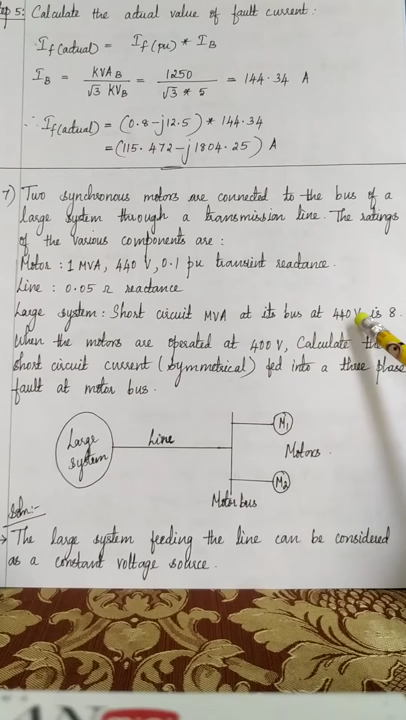 5: Calculate the actual value of fault current:
If(actual) = If(pu) * IB
IB = KVAB / √3 KVB = 1250 / √3 * 5 = 144.34 A
∴ If(actual) = (0.8-j12.5) * 144.34
= (115.472 - j1804.25) A
7) Two synchronous motors are connected to the bus of a
large system through a transmission line. The ratings
of the various components are:
Motor: 1 MVA, 440 V, 0.1 pu transient reactance.
Line: 0.05 Ω reactance
Large system: Short circuit MVA at its bus at 440V is 8.
When the motors are operated at 400 V, Calculate the
short circuit current (symmetrical) fed into a three phase
fault at motor bus.
Large system
Line
M1
Motors.
M2
Motor bus
Soln:-
→ The large system feeding the line can be considered
as a constant voltage source.